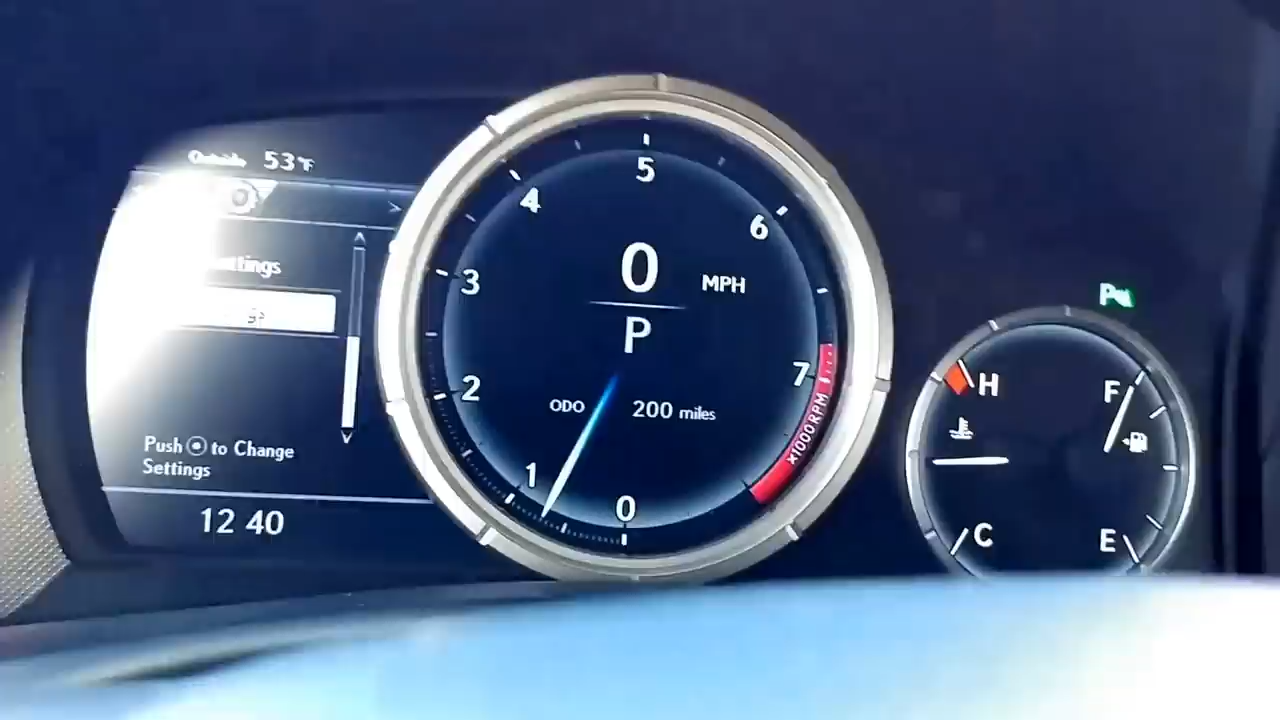 Outside 53°F
>
Push to Change
Settings
12 40
0
1
2
3
4
5
6
7
x1000RPM
0 MPH
P
ODO 200 miles
H
C
F
E
P